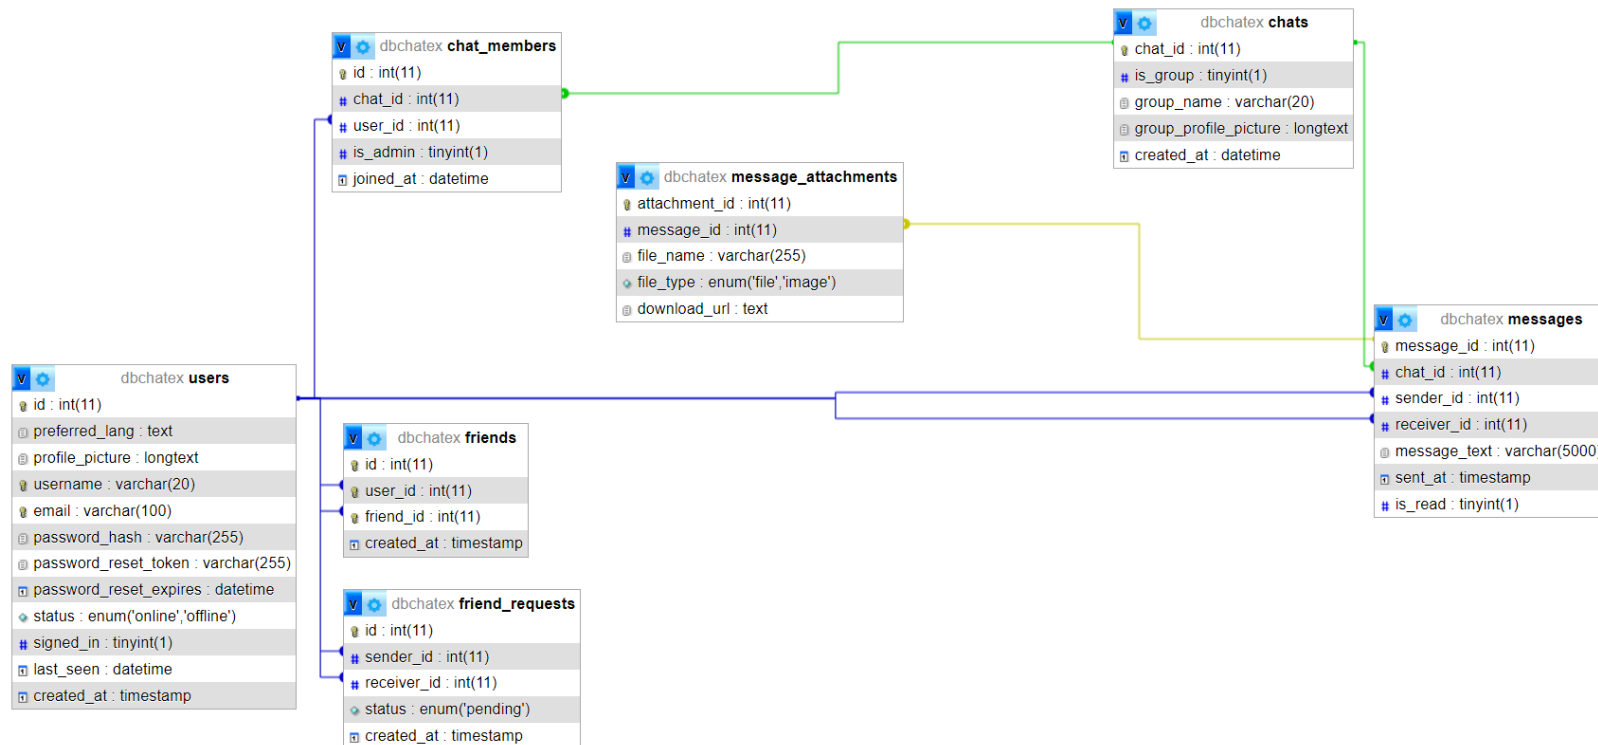 dbchatex chat_members
id : int(11)
chat_id : int(11)
user_id : int(11)
is_admin : tinyint(1)
joined_at : datetime
dbchatex chats
chat_id : int(11)
is_group : tinyint(1)
group_name : varchar(20)
group_profile_picture : longtext
created_at : datetime
dbchatex message_attachments
attachment_id : int(11)
message_id : int(11)
file_name : varchar(255)
file_type : enum('file','image')
download_url : text
dbchatex messages
message_id : int(11)
chat_id : int(11)
sender_id : int(11)
receiver_id : int(11)
message_text : varchar(5000)
sent_at : timestamp
is_read : tinyint(1)
dbchatex users
id : int(11)
preferred_lang : text
profile_picture : longtext
username : varchar(20)
email : varchar(100)
password_hash : varchar(255)
password_reset_token : varchar(255)
password_reset_expires : datetime
status : enum('online','offline')
signed_in : tinyint(1)
last_seen : datetime
created_at : timestamp
dbchatex friends
id : int(11)
user_id : int(11)
friend_id : int(11)
created_at : timestamp
dbchatex friend_requests
id : int(11)
sender_id : int(11)
receiver_id : int(11)
status : enum('pending')
created_at : timestamp